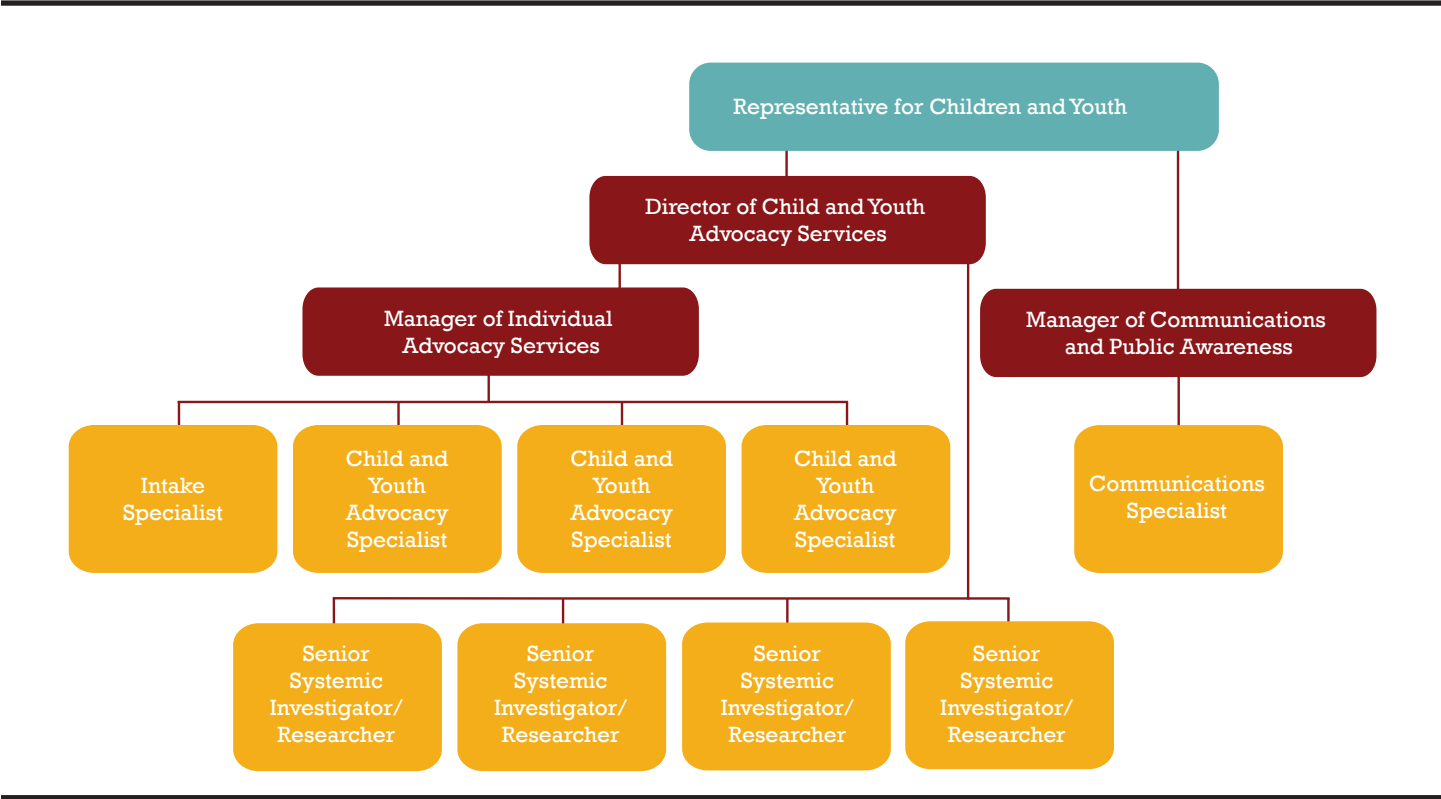 Representative for Children and Youth
Director of Child and Youth
Advocacy Services
Manager of Individual
Advocacy Services
Manager of Communications
and Public Awareness
Intake
Specialist
Child and
Youth
Advocacy
Specialist
Child and
Youth
Advocacy
Specialist
Child and
Youth
Advocacy
Specialist
Communications
Specialist
Senior
Systemic
Investigator/
Researcher
Senior
Systemic
Investigator/
Researcher
Senior
Systemic
Investigator/
Researcher
Senior
Systemic
Investigator/
Researcher